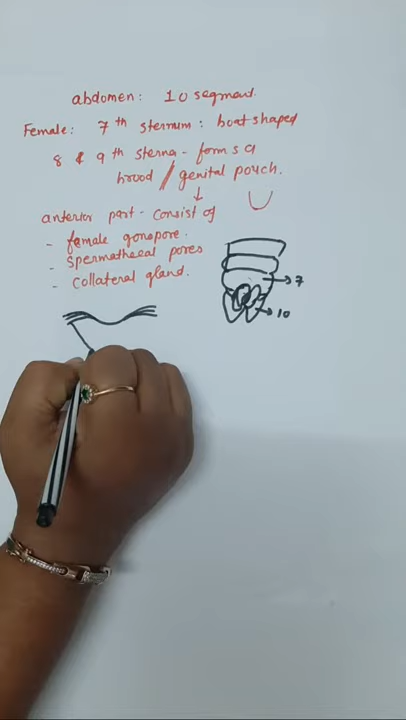 abdomen: 10 segment.
Female: 7th sternum: boat shaped
8 & 9th sterna - forms a
brood / genital pouch.
anterior part - consist of
- female gonopore.
- Spermathecal pores
- Collateral gland.
7
10